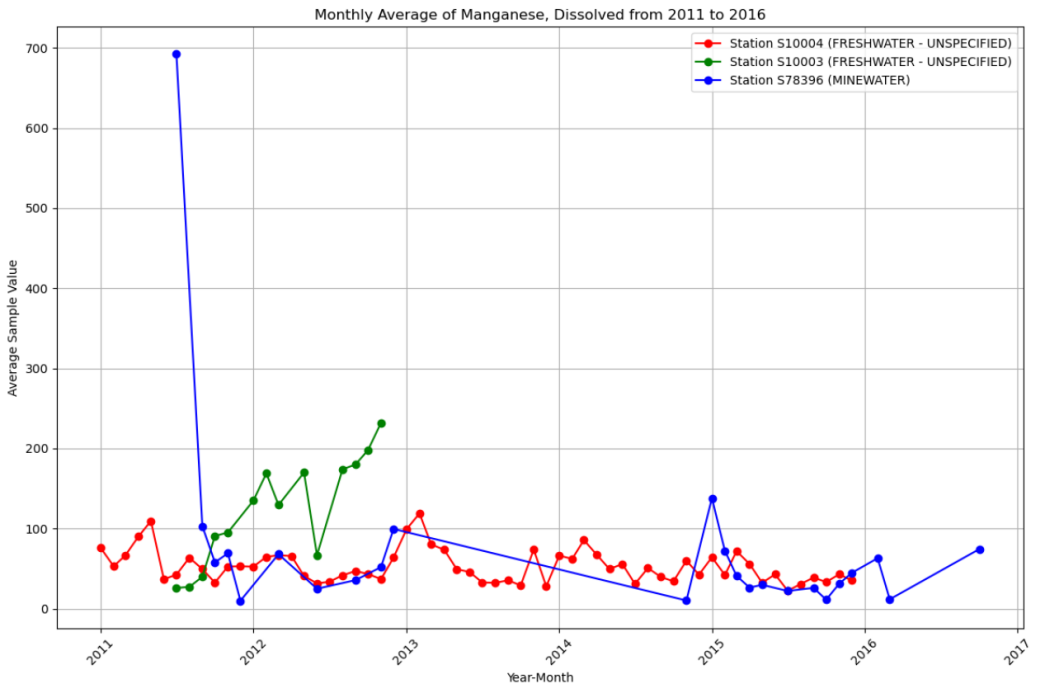 Monthly Average of Manganese, Dissolved from 2011 to 2016
Station S10004 (FRESHWATER - UNSPECIFIED)
Station S10003 (FRESHWATER - UNSPECIFIED)
Station S78396 (MINEWATER)
Average Sample Value
700
600
500
400
300
200
100
0
2011
2012
2013
2014
2015
2016
2017
Year-Month